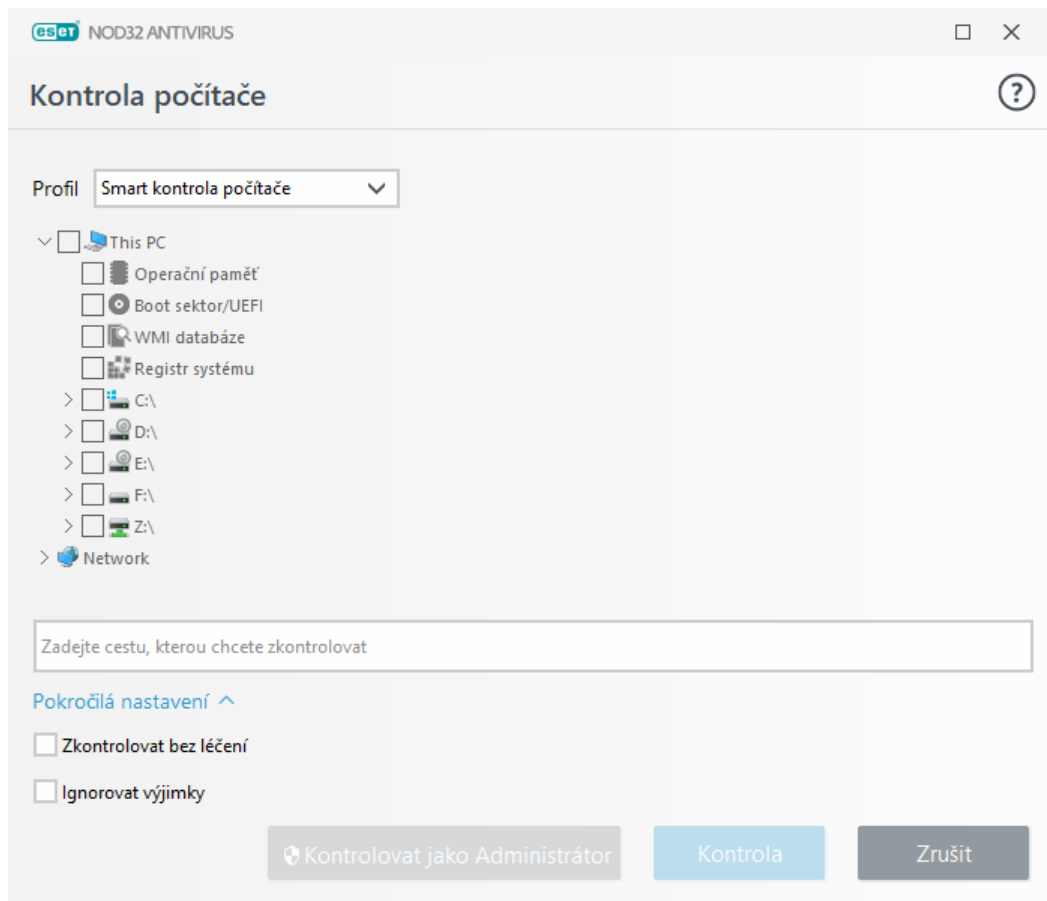 eset NOD32 ANTIVIRUS
Kontrola počítače
?
Profil Smart kontrola počítače
This PC
Operační paměť
Boot sektor/UEFI
WMI databáze
Registr systému
C:\
D:\
E:\
F:\
Z:\
Network
Zadejte cestu, kterou chcete zkontrolovat
Pokročilá nastavení
Zkontrolovat bez léčení
Ignorovat výjimky
Kontrolovat jako Administrátor Kontrola Zrušit